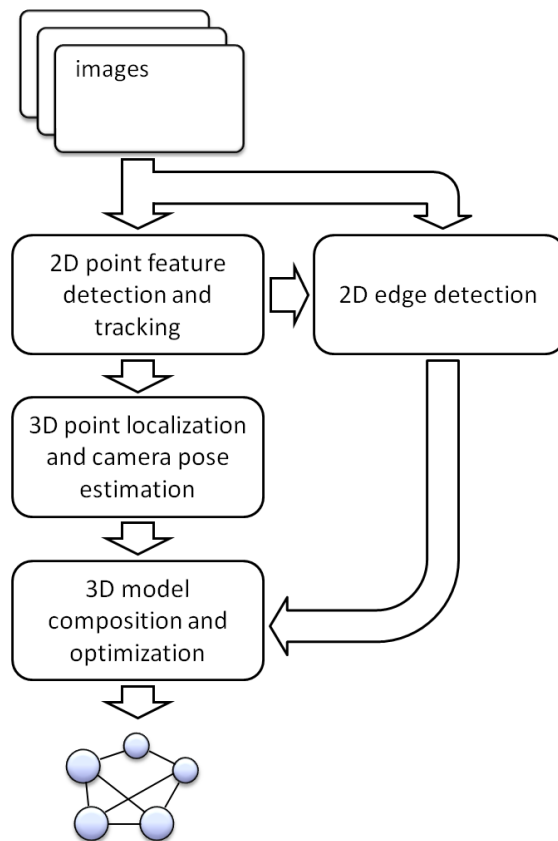 images
2D point feature
detection and
tracking
2D edge detection
3D point localization
and camera pose
estimation
3D model
composition and
optimization